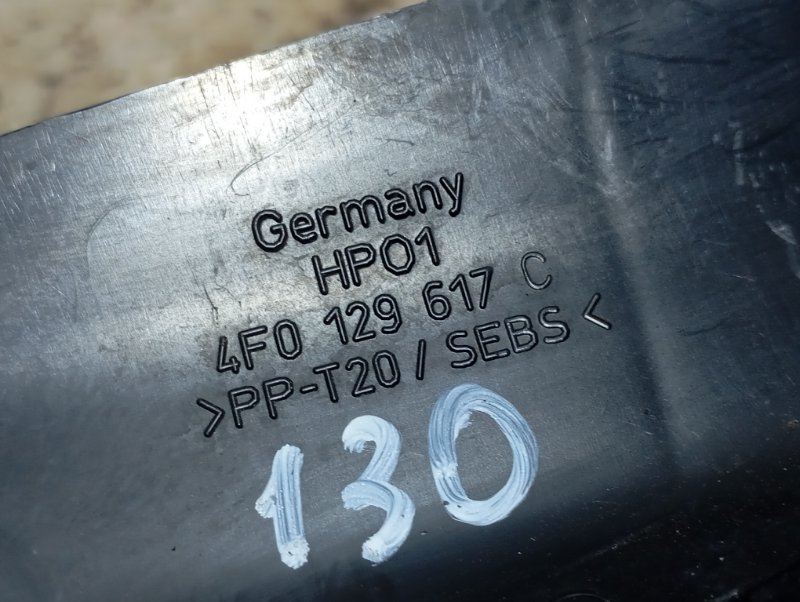 Germany
HP01
4F0 129 617 C
>PP-T20/SEBS<
130